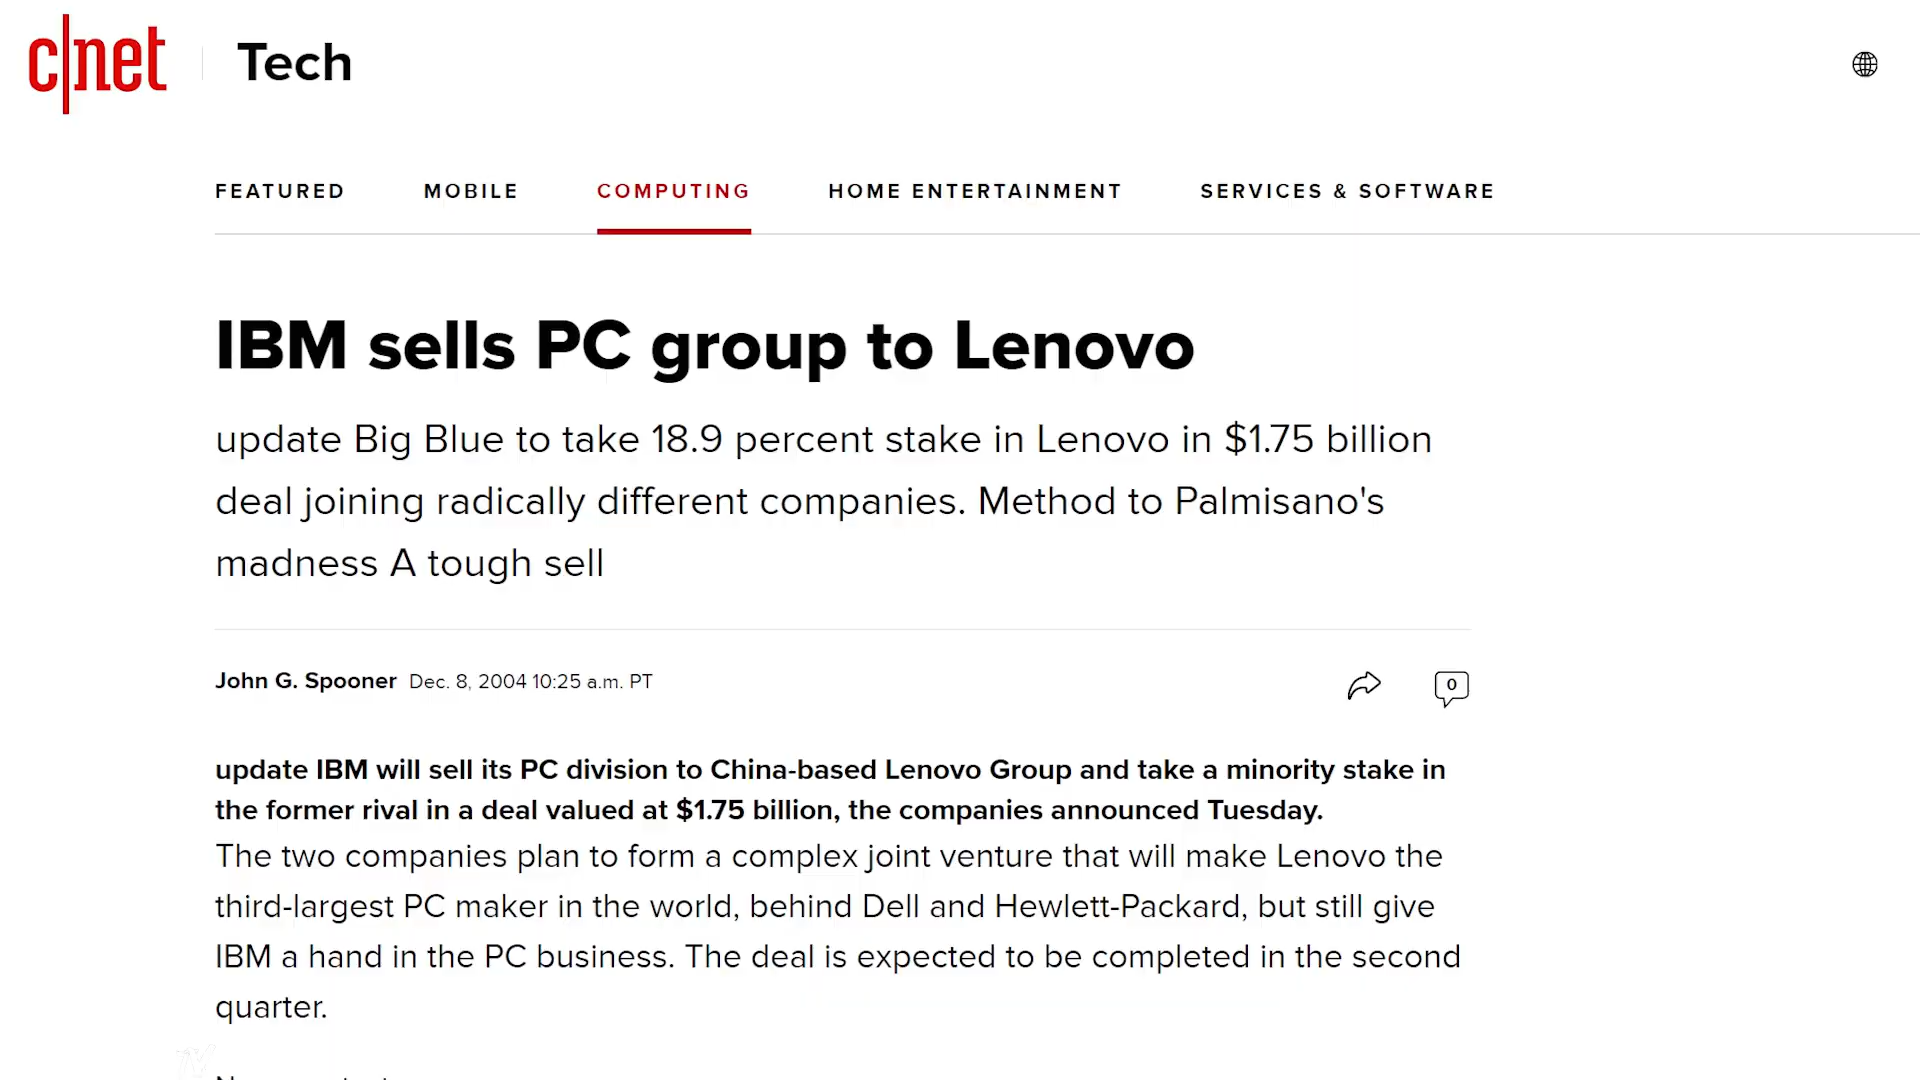 c|net
Tech
FEATURED
MOBILE
COMPUTING
HOME ENTERTAINMENT
SERVICES & SOFTWARE
IBM sells PC group to Lenovo
update Big Blue to take 18.9 percent stake in Lenovo in $1.75 billion
deal joining radically different companies. Method to Palmisano's
madness A tough sell
John G. Spooner Dec. 8, 2004 10:25 a.m. PT
0
update IBM will sell its PC division to China-based Lenovo Group and take a minority stake in
the former rival in a deal valued at $1.75 billion, the companies announced Tuesday.
The two companies plan to form a complex joint venture that will make Lenovo the
third-largest PC maker in the world, behind Dell and Hewlett-Packard, but still give
IBM a hand in the PC business. The deal is expected to be completed in the second
quarter.